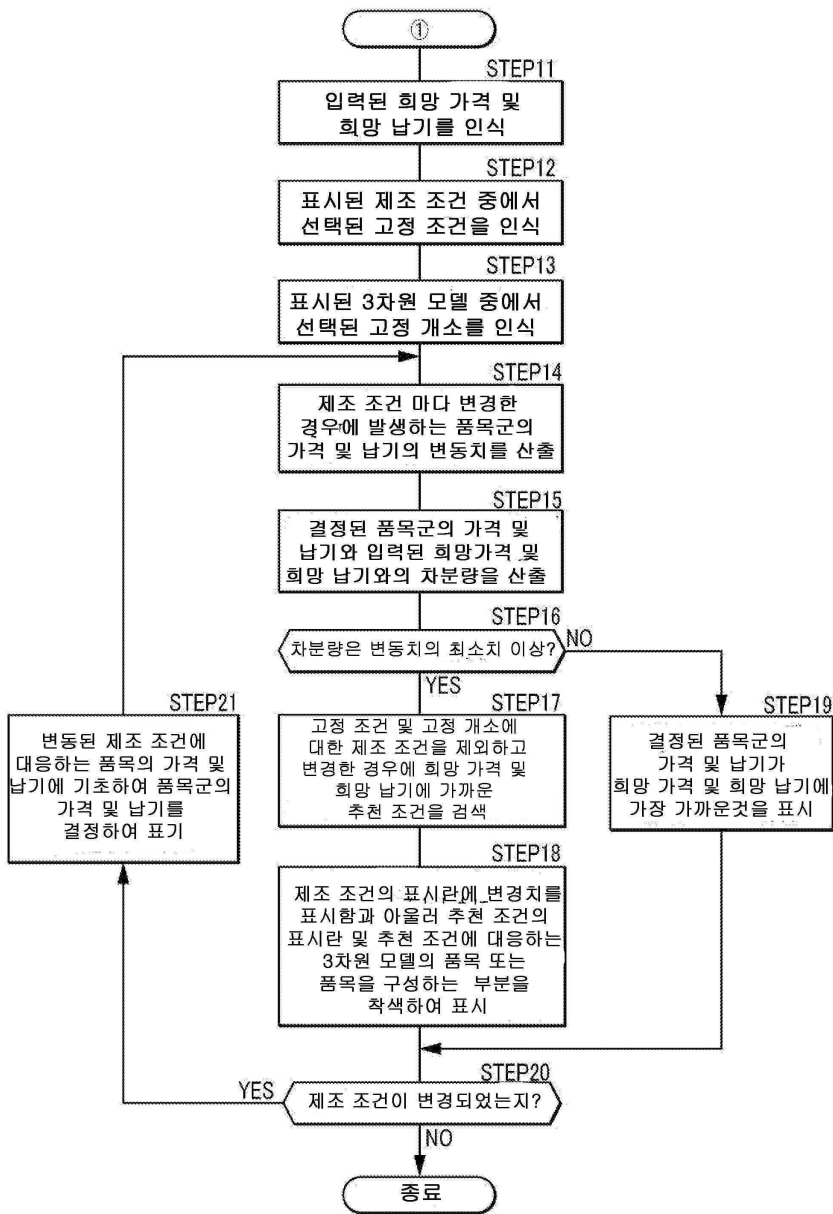 ①
STEP11
입력된 희망 가격 및
희망 납기를 인식
STEP12
표시된 제조 조건 중에서
선택된 고정 조건을 인식
STEP13
표시된 3차원 모델 중에서
선택된 고정 개소를 인식
STEP14
제조 조건 마다 변경한
경우에 발생하는 품목군의
가격 및 납기의 변동치를 산출
STEP15
결정된 품목군의 가격 및
납기와 입력된 희망가격 및
희망 납기와의 차분량을 산출
STEP16
차분량은 변동치의 최소치 이상?
NO
YES
STEP17
고정 조건 및 고정 개소에
대한 제조 조건을 제외하고
변경한 경우에 희망 가격 및
희망 납기에 가까운
추천 조건을 검색
STEP19
결정된 품목군의
가격 및 납기가
희망 가격 및 희망 납기에
가장 가까운것을 표시
STEP21
변동된 제조 조건에
대응하는 품목의 가격 및
납기에 기초하여 품목군의
가격 및 납기를
결정하여 표기
STEP18
제조 조건의 표시란에 변경치를
표시함과 아울러 추천 조건의
표시란 및 추천 조건에 대응하는
3차원 모델의 품목 또는
품목을 구성하는 부분을
착색하여 표시
STEP20
YES
제조 조건이 변경되었는지?
NO
종료